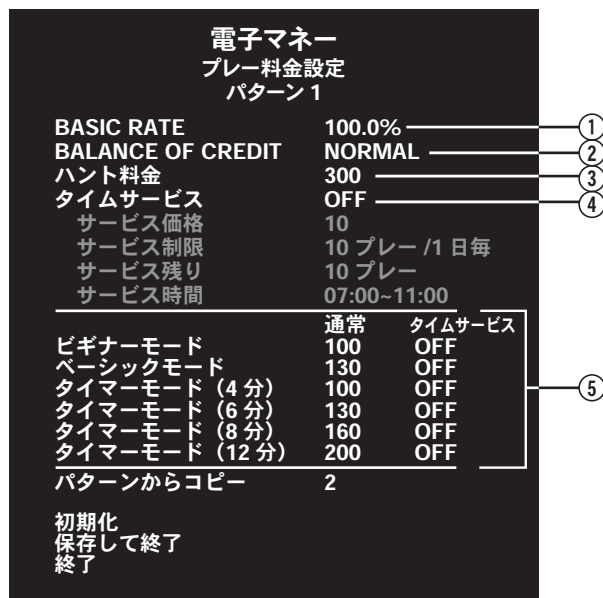 電子マネー
プレー料金設定
パターン 1
BASIC RATE 100.0% ①
BALANCE OF CREDIT NORMAL ②
ハント料金 300 ③
タイムサービス OFF ④
サービス価格 10
サービス制限 10 プレー /1 日毎
サービス残り 10 プレー
サービス時間 07:00~11:00
通常 タイムサービス
ビギナーモード 100 OFF
ベーシックモード 130 OFF
タイマーモード（4 分） 100 OFF
タイマーモード（6 分） 130 OFF
⑤
タイマーモード（8 分） 160 OFF
タイマーモード（12 分） 200 OFF
パターンからコピー 2
初期化
保存して終了
終了